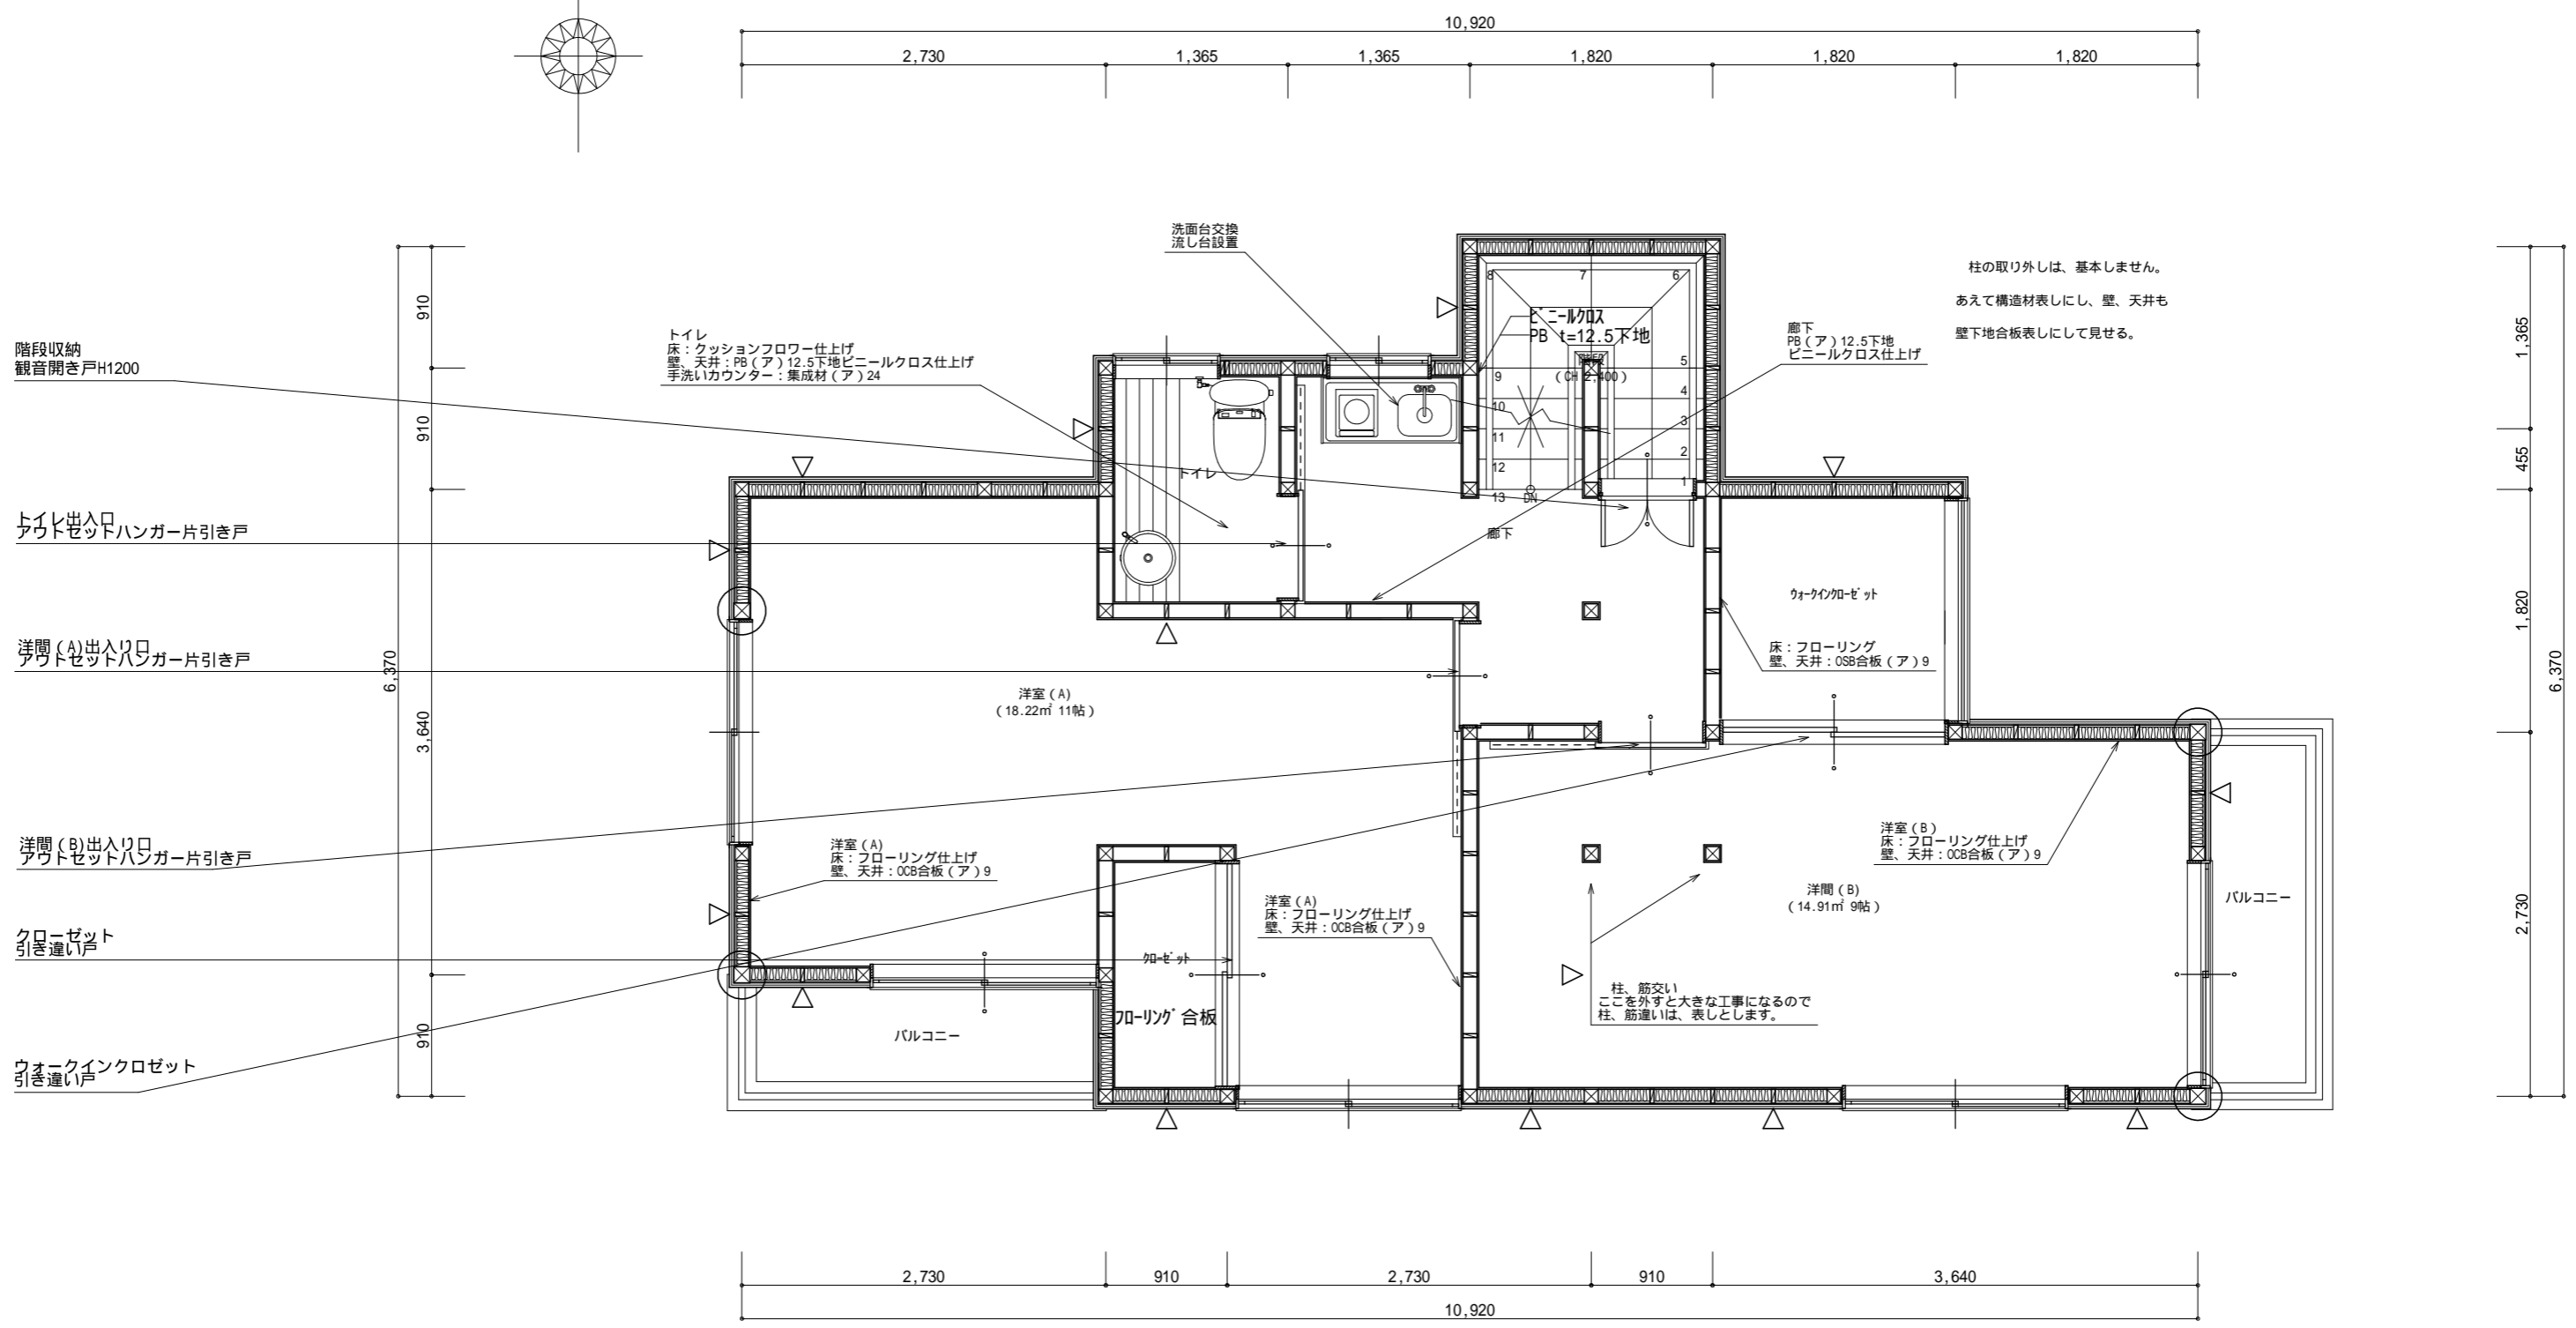 10,920
2,730
1,365
1,365
1,820
1,820
1,820
洗面台交換
流し台設置
柱の取り外しは、基本しません。
あえて構造材表しにし、壁、天井も
壁下地合板表しにして見せる。
トイレ
床：クッションフロワー仕上げ
壁、天井：PB（ア）12.5下地ビニールクロス仕上げ
手洗いカウンター：集成材（ア）24
ビニールクロス
PB t=12.5下地
（CH 2,400）
廊下
PB（ア）12.5下地
ビニールクロス仕上げ
階段収納
観音開き戸H1200
トイレ出入口
アウトセットハンガー片引き戸
洋間（A)出入り口
アウトセットハンガー片引き戸
洋間（B)出入り口
アウトセットハンガー片引き戸
クローゼット
引き違い戸
ウォークインクロゼット
引き違い戸
910
910
3,640
910
6,370
8
7
6
9
10
11
12
13
DN
5
4
3
2
1
トイレ
廊下
ウォークインクローゼット
床：フローリング
壁、天井：OSB合板（ア）9
洋室（A)
（18.22㎡ 11帖）
洋室（A)
床：フローリング仕上げ
壁、天井：OCB合板（ア）9
洋室（A)
床：フローリング仕上げ
壁、天井：OCB合板（ア）9
クローゼット
フローリング合板
バルコニー
洋室（B)
床：フローリング仕上げ
壁、天井：OCB合板（ア）9
洋間（B)
（14.91㎡ 9帖）
柱、筋交い
ここを外すと大きな工事になるので
柱、筋違いは、表しとします。
バルコニー
1,365
455
1,820
2,730
6,370
2,730
910
2,730
910
3,640
10,920